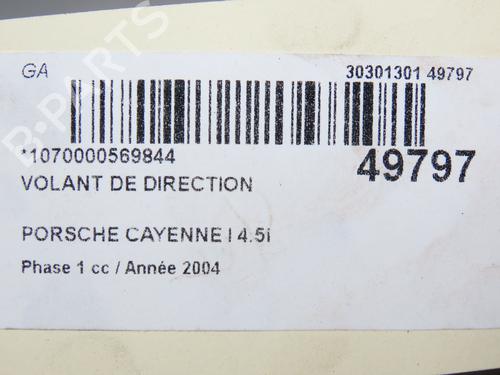 GA 30301301 49797
*1070000569844
49797
VOLANT DE DIRECTION
PORSCHE CAYENNE I 4.5i
Phase 1 cc / Année 2004
B-PARTS